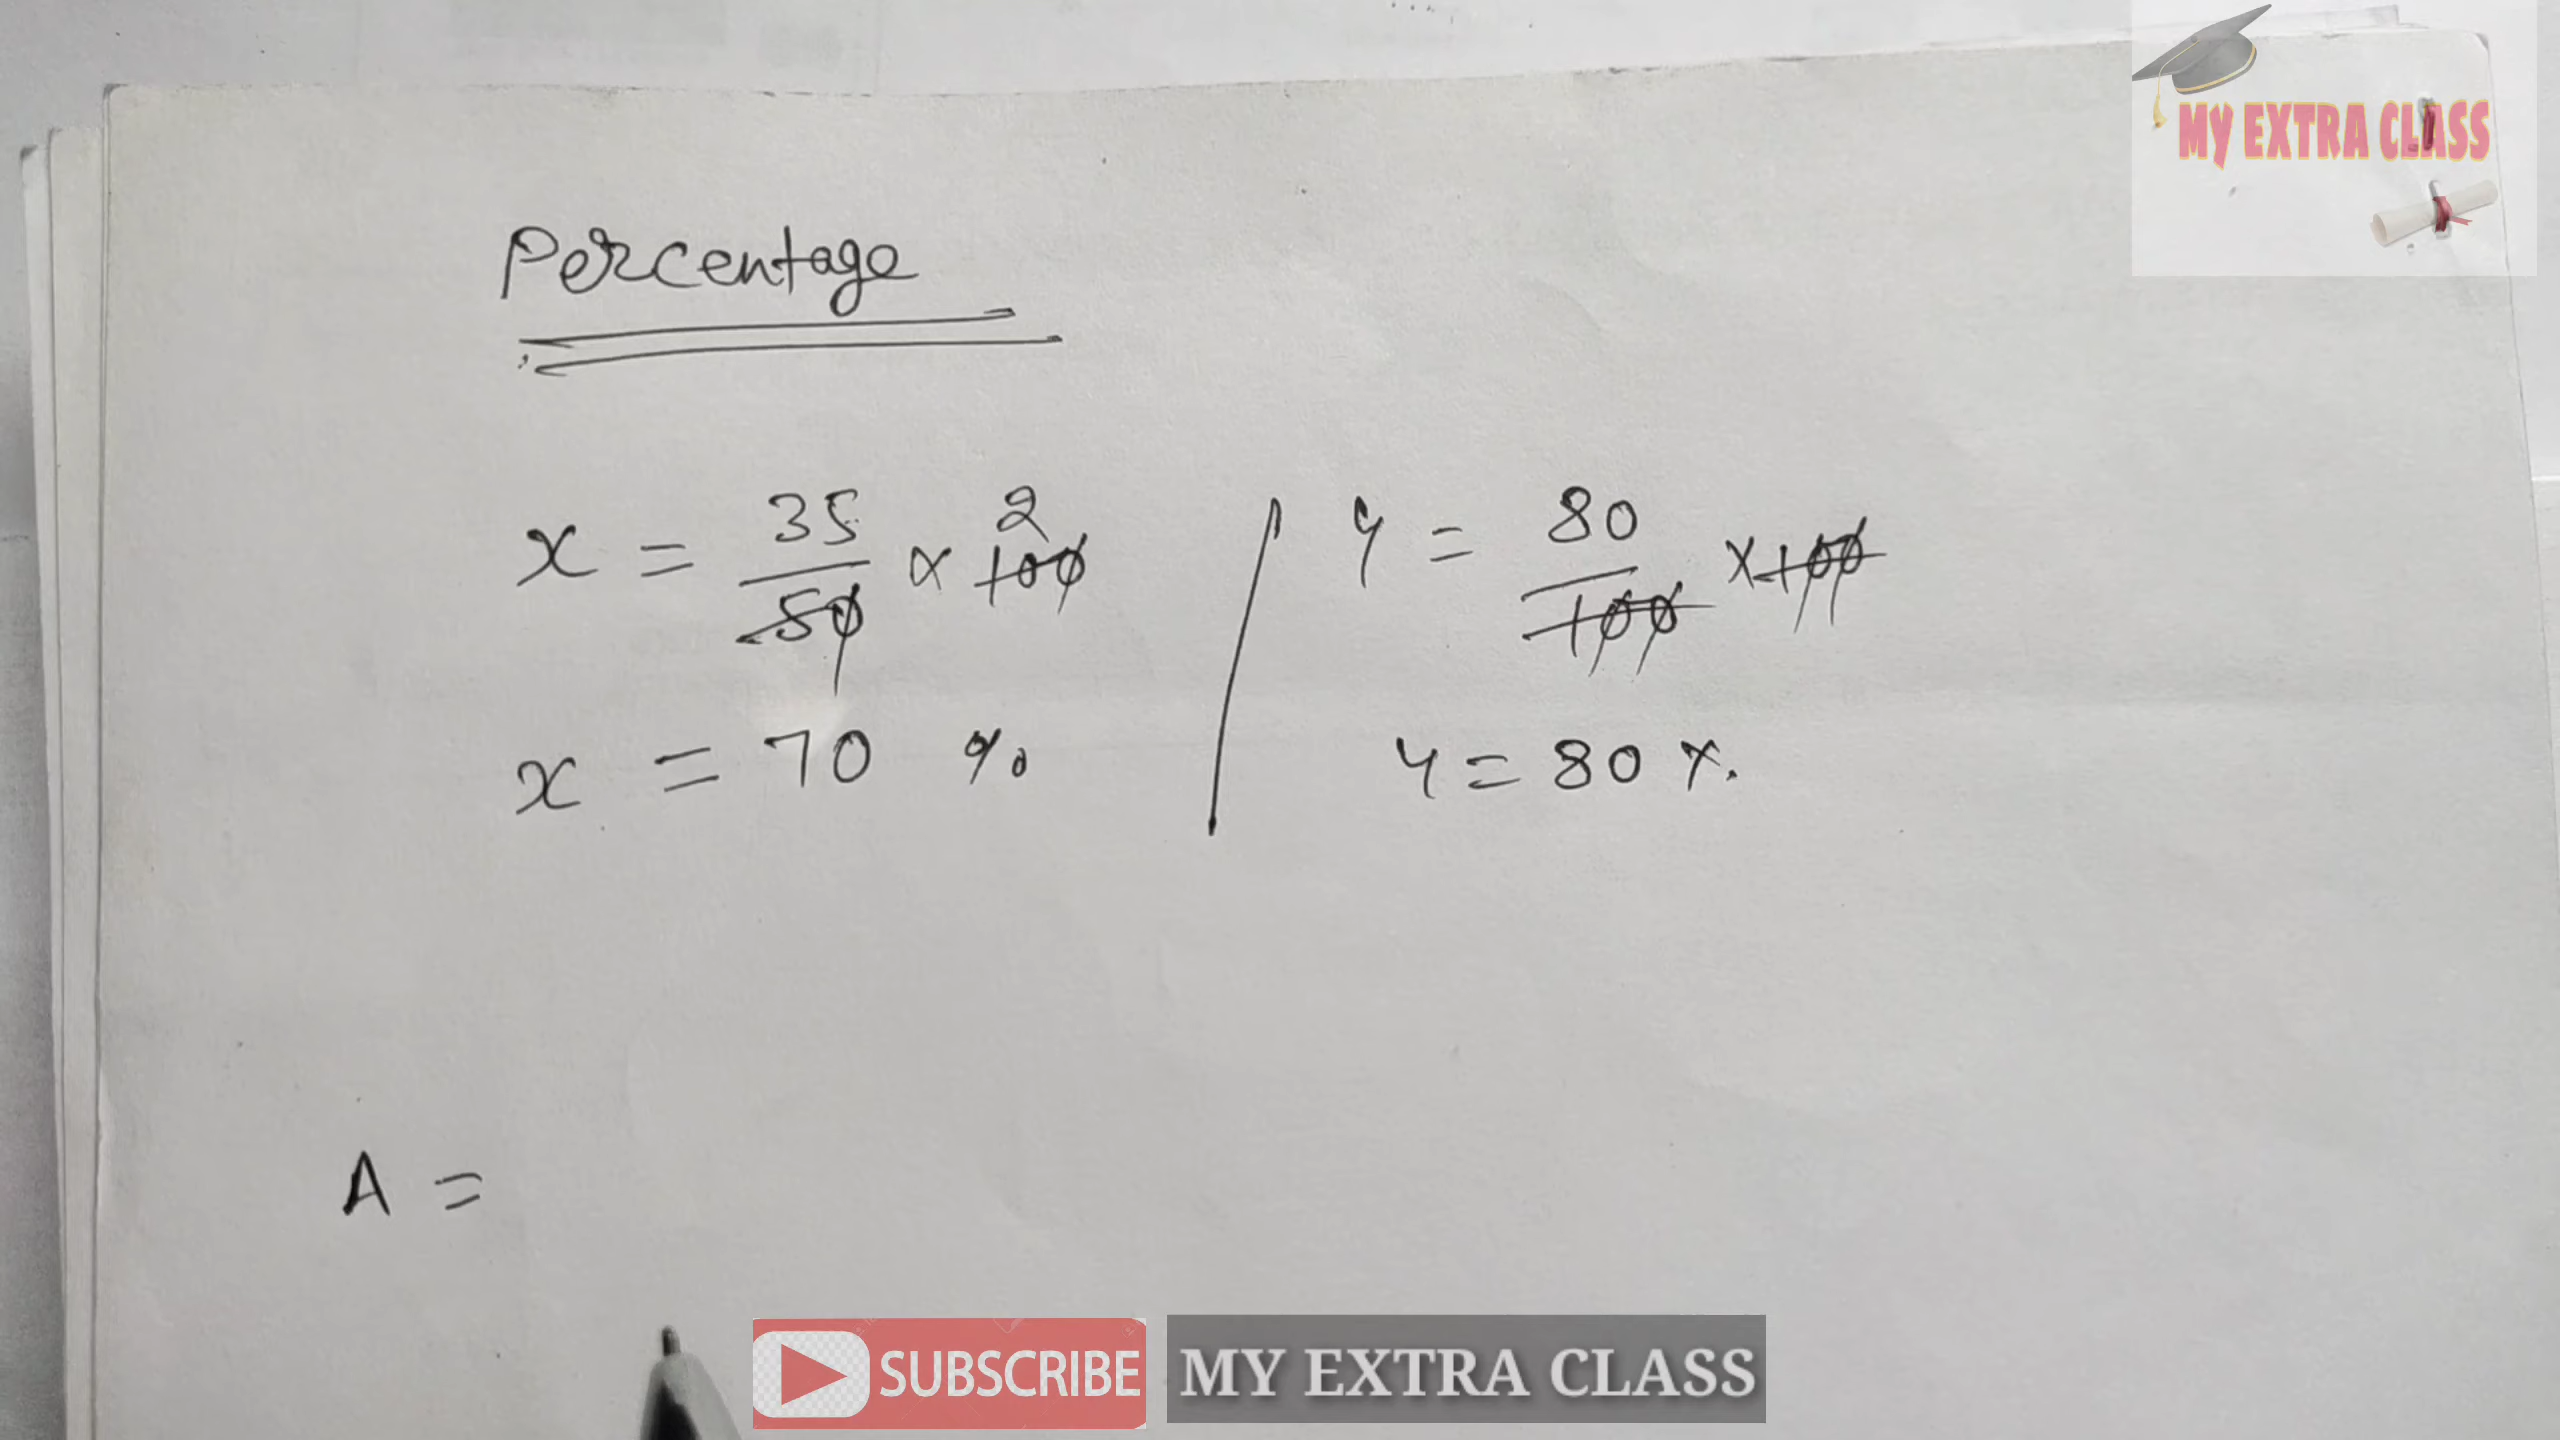 MY EXTRA CLASS
Percentage
x = 35/50 × 100 2
x = 70 %
y = 80/100 × 100
y = 80 %
A =
SUBSCRIBE
MY EXTRA CLASS